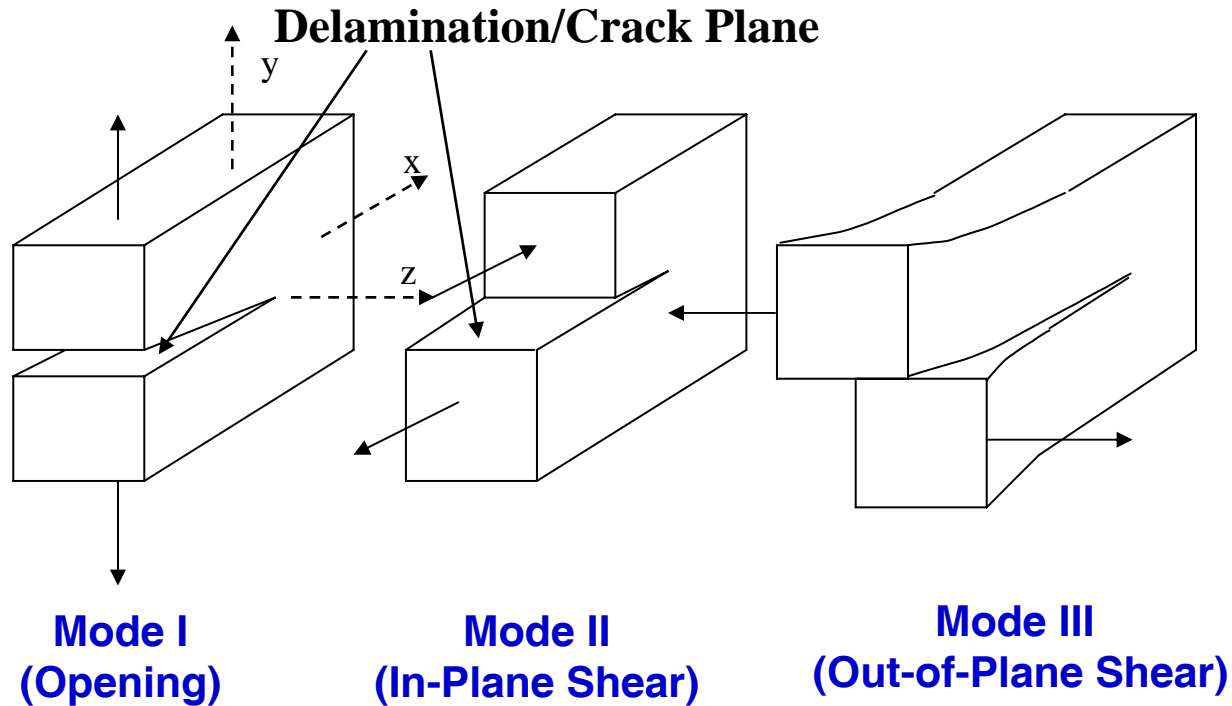 Delamination/Crack Plane
y
x
z
Mode I
(Opening)
Mode II
(In-Plane Shear)
Mode III
(Out-of-Plane Shear)